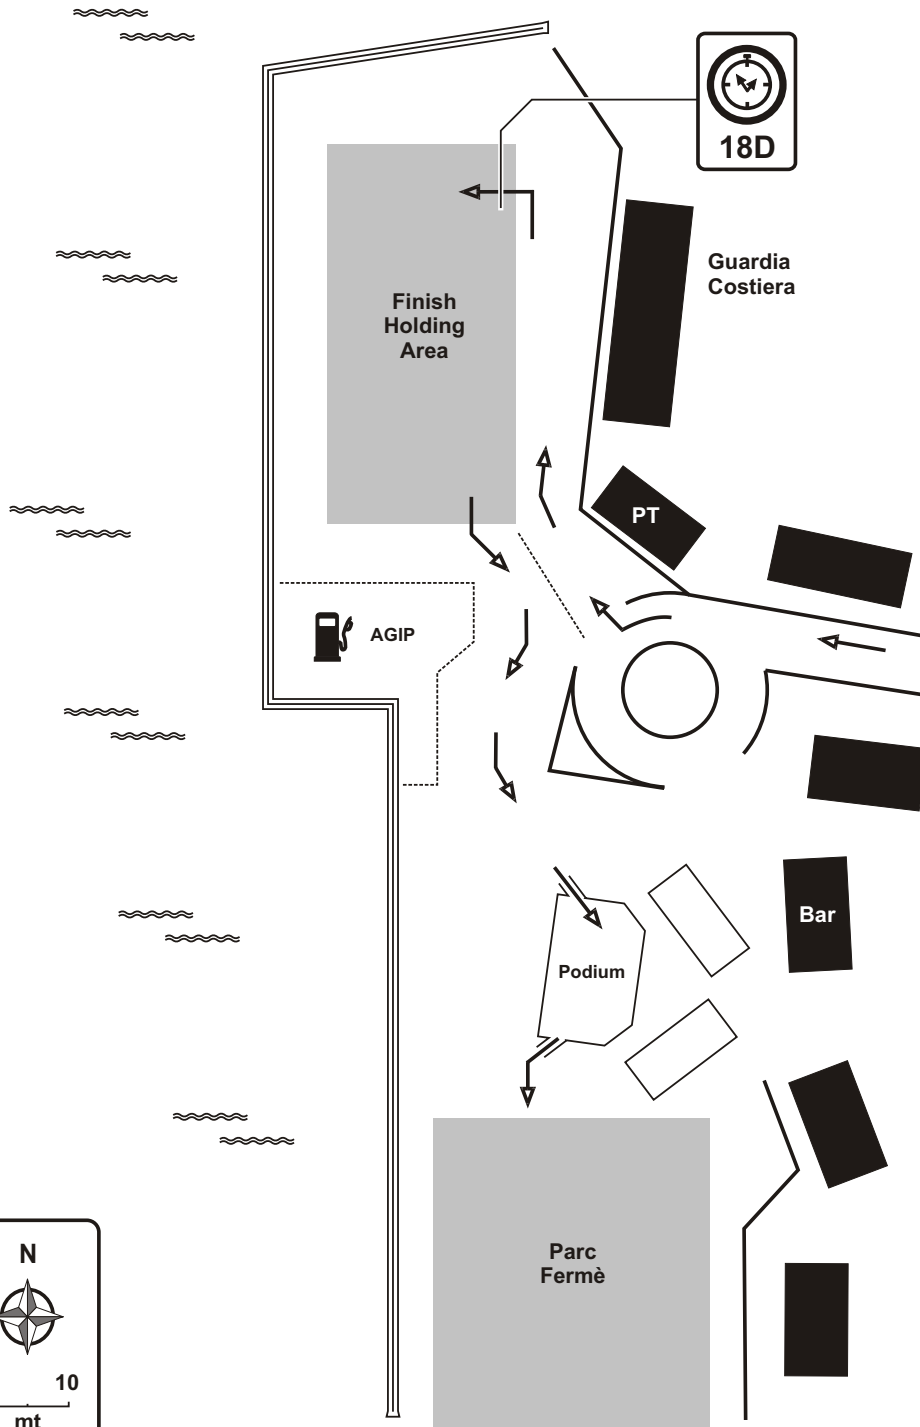 18D
Guardia
Costiera
Finish
Holding
Area
PT
AGIP
Bar
Podium
Parc
Fermè
N
10
mt